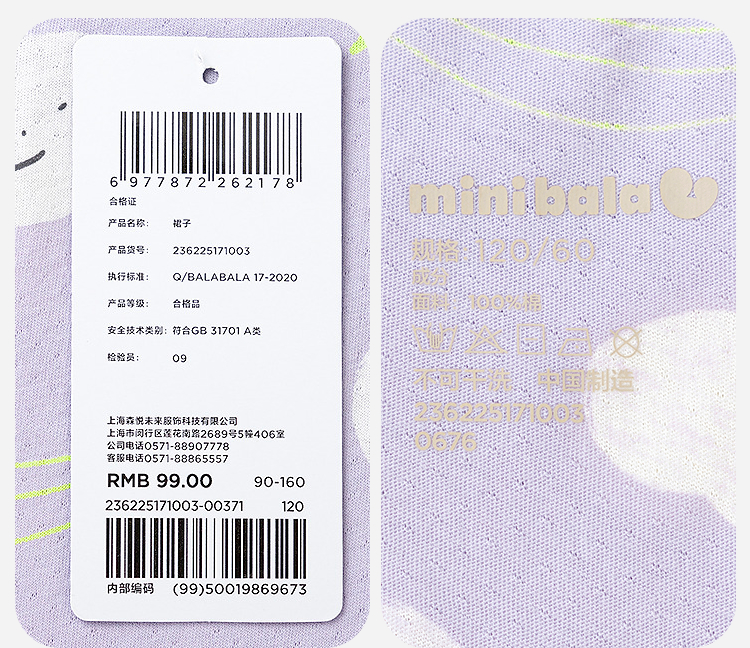 6 977872 262178
合格证
产品名称: 裙子
产品货号: 236225171003
执行标准: Q/BALABALA 17-2020
产品等级: 合格品
安全技术类别: 符合GB 31701 A类
检验员: 09
上海森悦未来服饰科技有限公司
上海市闵行区莲花南路2689号5幢406室
公司电话0571-88907778
客服电话0571-88865557
RMB 99.00 90-160
236225171003-00371 120
内部编码 (99)50019869673
minibala
规格: 120/60
成分
面料: 100%棉
不可干洗 中国制造
236225171003
0676